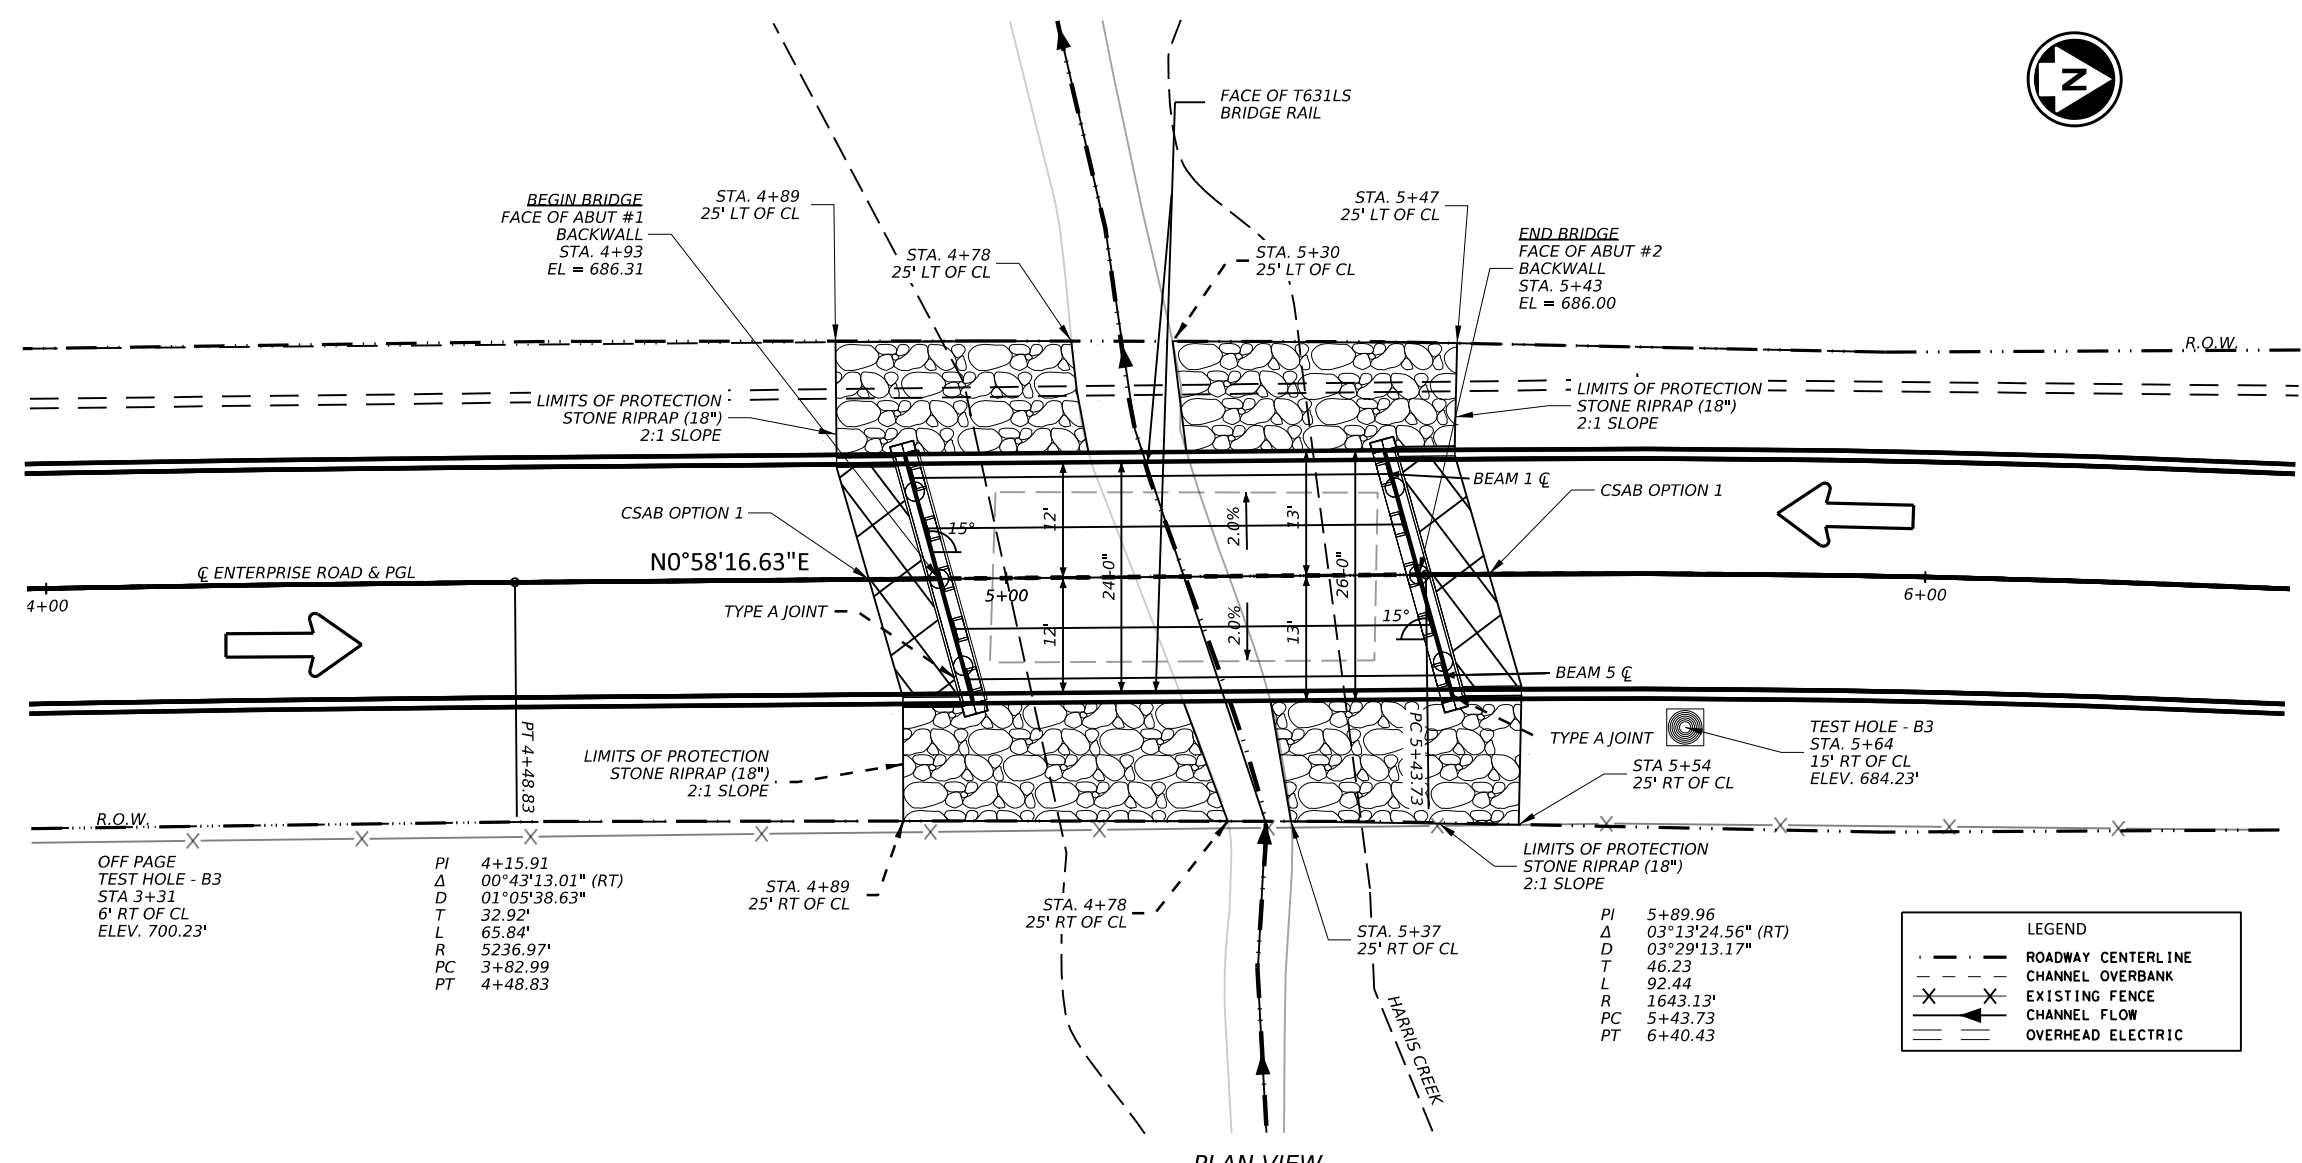 N
FACE OF T631LS
BRIDGE RAIL
BEGIN BRIDGE
FACE OF ABUT #1
BACKWALL
STA. 4+93
EL = 686.31
STA. 4+89
25' LT OF CL
STA. 4+78
25' LT OF CL
STA. 5+30
25' LT OF CL
STA. 5+47
25' LT OF CL
END BRIDGE
FACE OF ABUT #2
BACKWALL
STA. 5+43
EL = 686.00
R.O.W.
LIMITS OF PROTECTION
STONE RIPRAP (18")
2:1 SLOPE
LIMITS OF PROTECTION
STONE RIPRAP (18")
2:1 SLOPE
BEAM 1 ℄
CSAB OPTION 1
CSAB OPTION 1
15°
12'
24'-0"
2.0%
13'
26'-0"
N0°58'16.63"E
℄ ENTERPRISE ROAD & PGL
4+00
5+00
6+00
TYPE A JOINT
12'
2.0%
13'
15°
BEAM 5 ℄
PT 4+48.83
PC 5+43.73
TYPE A JOINT
TEST HOLE - B3
STA. 5+64
15' RT OF CL
ELEV. 684.23'
LIMITS OF PROTECTION
STONE RIPRAP (18")
2:1 SLOPE
STA 5+54
25' RT OF CL
R.O.W.
OFF PAGE
TEST HOLE - B3
STA 3+31
6' RT OF CL
ELEV. 700.23'
PI 4+15.91
Δ 00°43'13.01" (RT)
D 01°05'38.63"
T 32.92'
L 65.84'
R 5236.97'
PC 3+82.99
PT 4+48.83
STA. 4+89
25' RT OF CL
STA. 4+78
25' RT OF CL
STA. 5+37
25' RT OF CL
LIMITS OF PROTECTION
STONE RIPRAP (18")
2:1 SLOPE
HARRIS CREEK
PI 5+89.96
Δ 03°13'24.56" (RT)
D 03°29'13.17"
T 46.23
L 92.44
R 1643.13'
PC 5+43.73
PT 6+40.43
LEGEND
ROADWAY CENTERLINE
CHANNEL OVERBANK
EXISTING FENCE
CHANNEL FLOW
OVERHEAD ELECTRIC
PLAN VIEW